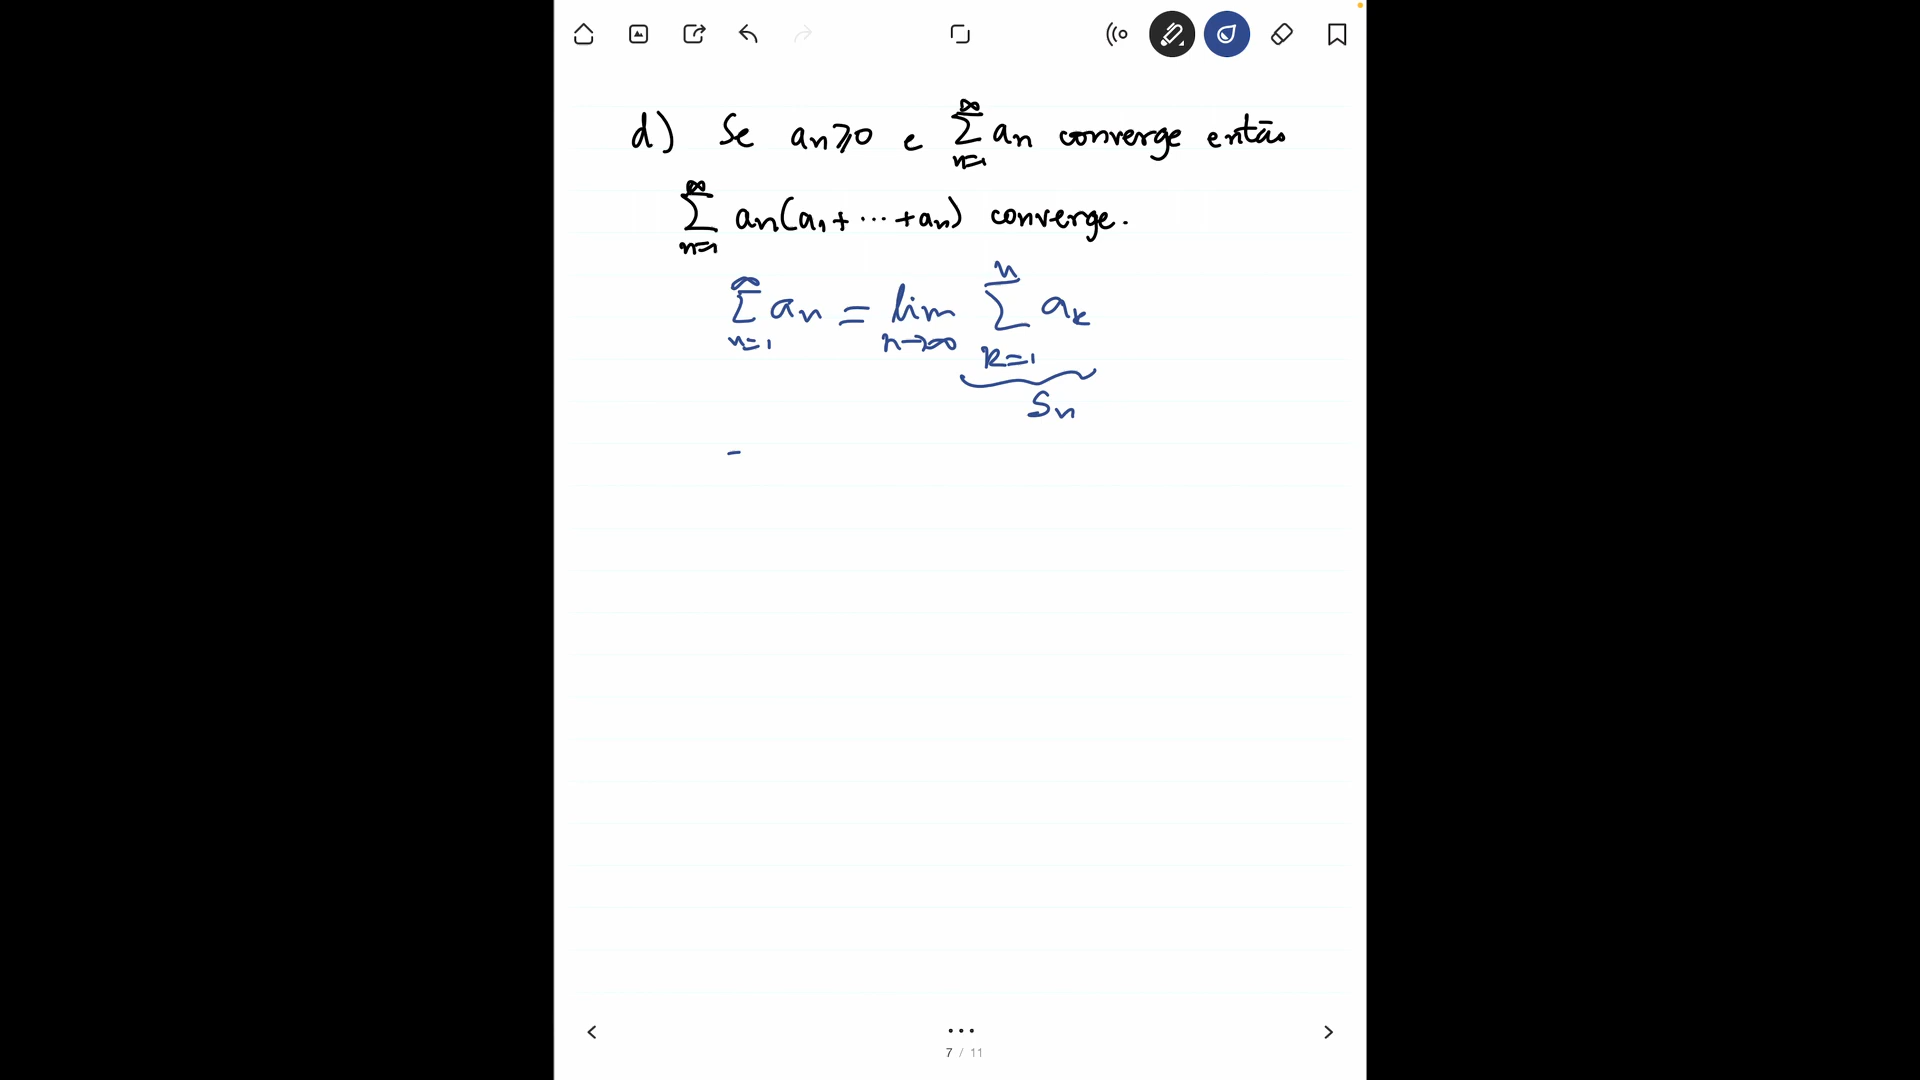 d) Se aₙ ⩾ 0 e ∑_{n=1}^{∞} aₙ converge então
∑_{n=1}^{∞} aₙ(a₁ + ⋯ + aₙ) converge.
∑_{n=1}^{∞} aₙ = lim_{n→∞} ∑_{k=1}^{n} aₖ
Sₙ
-
7 / 11